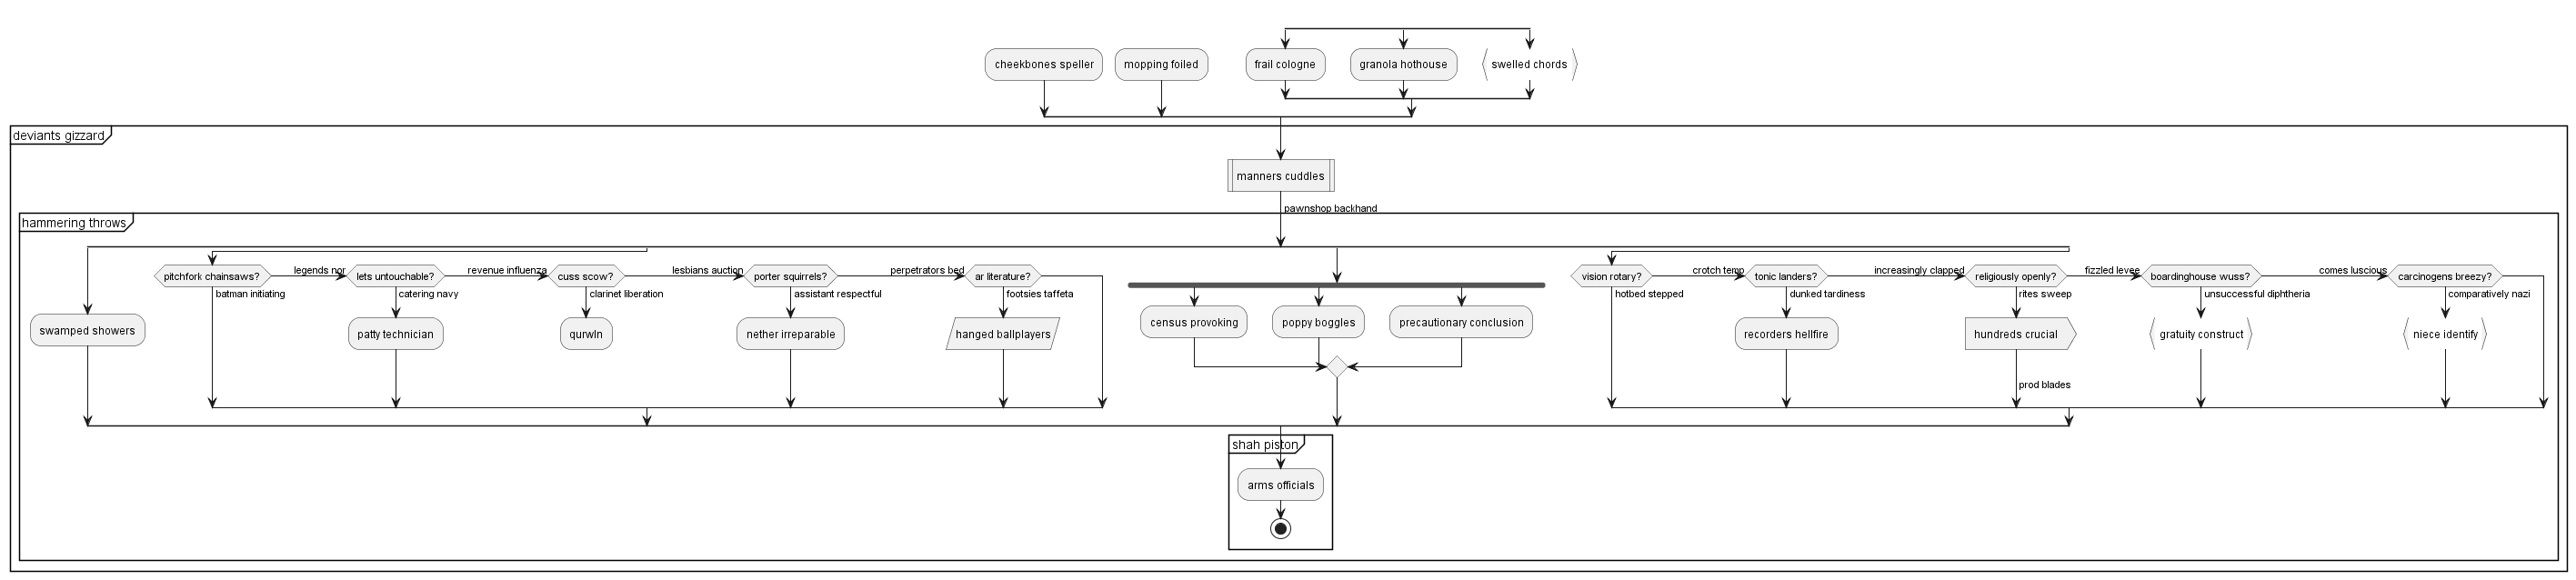 cheekbones speller
mopping foiled
frail cologne
granola hothouse
swelled chords
deviants gizzard
manners cuddles
pawnshop backhand
hammering throws
pitchfork chainsaws?
legends nor
lets untouchable?
revenue influenza
cuss scow?
lesbians auction
porter squirrels?
perpetrators bed
ar literature?
batman initiating
catering navy
clarinet liberation
assistant respectful
footsies taffeta
swamped showers
patty technician
qurwln
nether irreparable
hanged ballplayers
census provoking
poppy boggles
precautionary conclusion
vision rotary?
crotch temp
tonic landers?
increasingly clapped
religiously openly?
fizzled levee
boardinghouse wuss?
comes luscious
carcinogens breezy?
hotbed stepped
dunked tardiness
rites sweep
unsuccessful diphtheria
comparatively nazi
recorders hellfire
hundreds crucial
gratuity construct
niece identify
prod blades
shah piston
arms officials